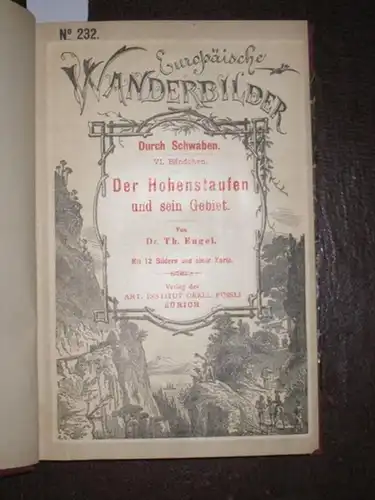 Nº 232.
Europäische
WANDERBILDER
Durch Schwaben.
VI. Bändchen.
Der Hohenstaufen
und sein Gebiet.
Von
Dr. Th. Engel.
Mit 12 Bildern und einer Karte.
Verlag des
ART. INSTITUT ORELL FÜSSLI
ZÜRICH